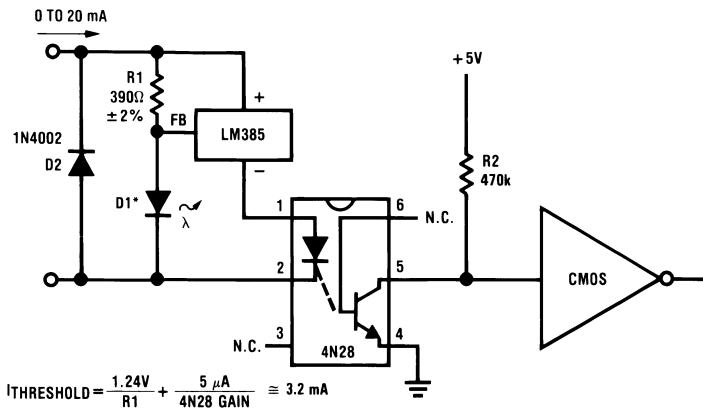 0 TO 20 mA
+5V
R1
390Ω
±2%
FB
+
LM385
−
1N4002
D2
R2
470k
D1*
λ
1
6
N.C.
2
5
CMOS
3
N.C.
4
4N28
ITHRESHOLD = 1.24V / R1 + 5 μA / 4N28 GAIN ≅ 3.2 mA